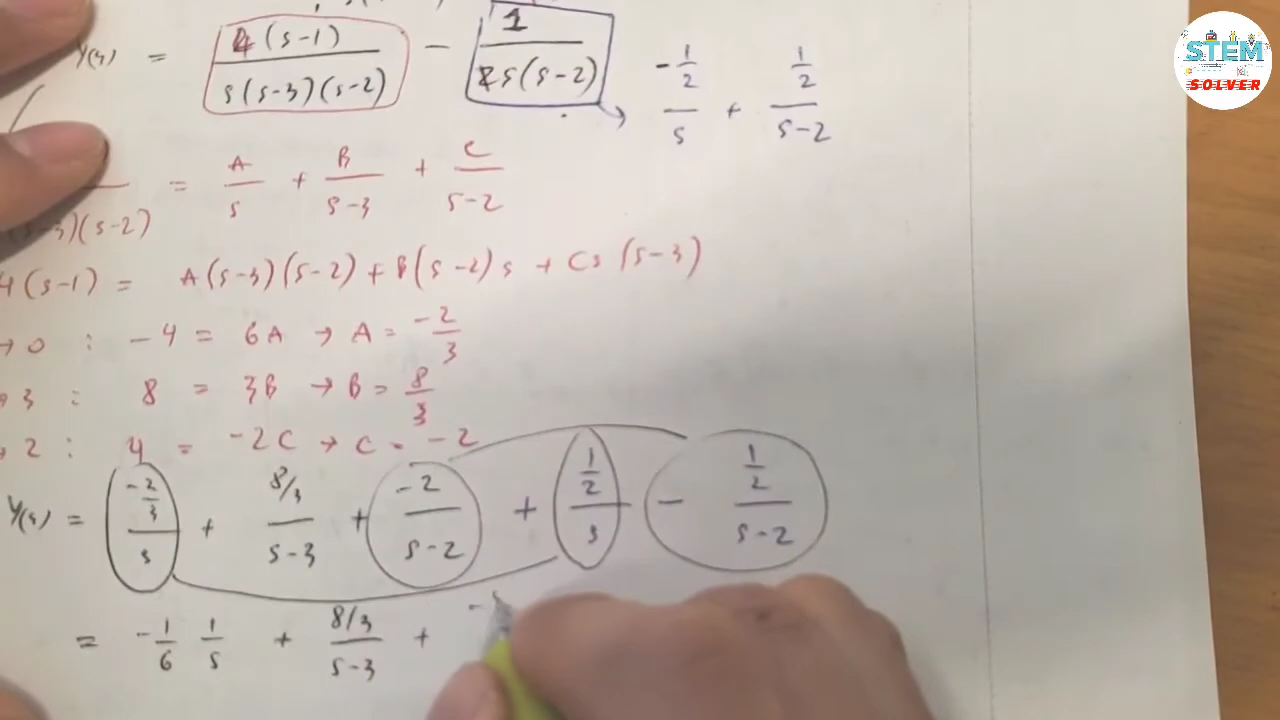 Y(s) = 4(s-1) / s(s-3)(s-2) - 1 / s(s-2) → -1/2 / s + 1/2 / s-2
STEM
SOLVER
)(s-2) = A/s + B/s-3 + C/s-2
4(s-1) = A(s-3)(s-2) + B(s-2)s + Cs(s-3)
→ 0 : -4 = 6A → A = -2/3
→ 3 : 8 = 3B → B = 8/3
→ 2 : 4 = -2C → C = -2
Y(s) = -2/3 / s + 8/3 / s-3 + -2 / s-2 + 1/2 / s - 1/2 / s-2
= -1/6 1/s + 8/3 / s-3 + -